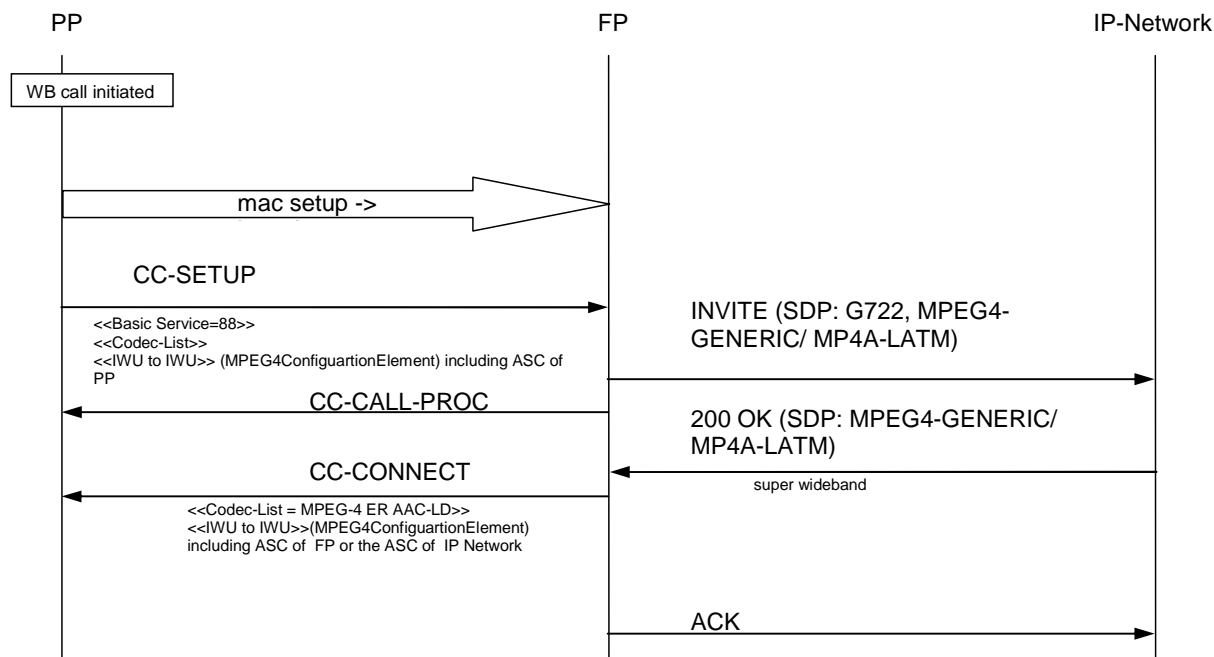 PP
FP
IP-Network
WB call initiated
mac setup ->
CC-SETUP
<<Basic Service=88>>
<<Codec-List>>
<<IWU to IWU>> (MPEG4ConfiguartionElement) including ASC of
PP
INVITE (SDP: G722, MPEG4-
GENERIC/ MP4A-LATM)
CC-CALL-PROC
200 OK (SDP: MPEG4-GENERIC/
MP4A-LATM)
super wideband
CC-CONNECT
<<Codec-List = MPEG-4 ER AAC-LD>>
<<IWU to IWU>>(MPEG4ConfiguartionElement)
including ASC of FP or the ASC of IP Network
ACK